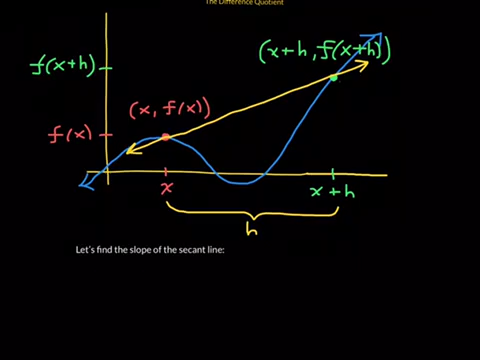 The Difference Quotient
(x+h, f(x+h))
f(x+h)
(x, f(x))
f(x)
x
x+h
h
Let's find the slope of the secant line: